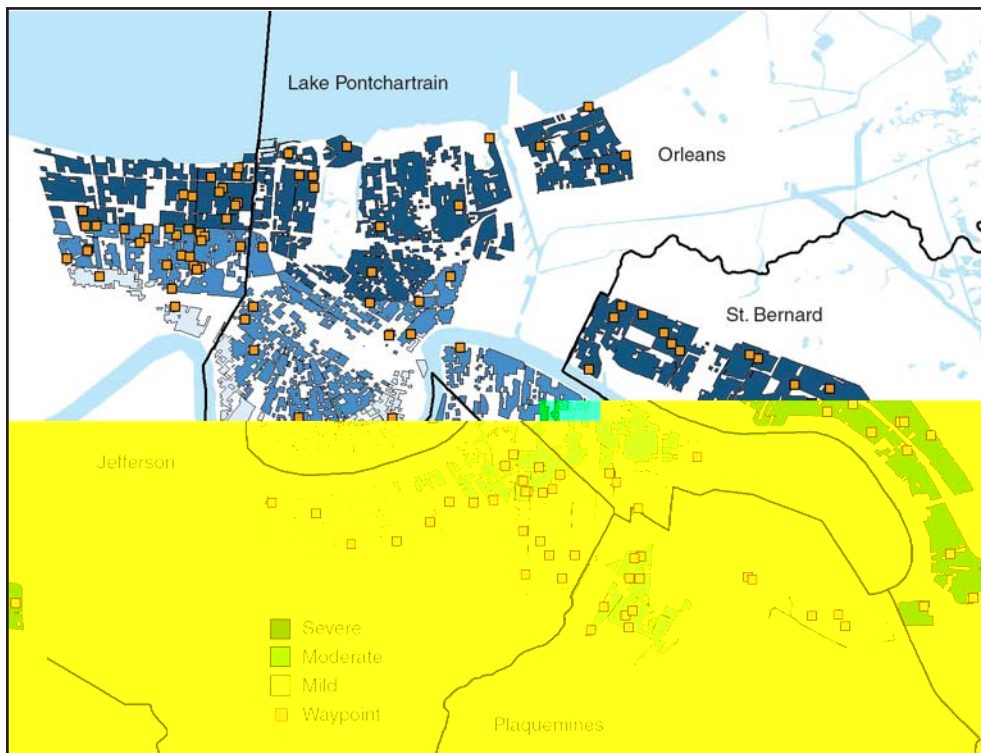 Lake Pontchartrain
Orleans
St. Bernard
Jefferson
Severe
Moderate
Mild
Waypoint
Plaquemines